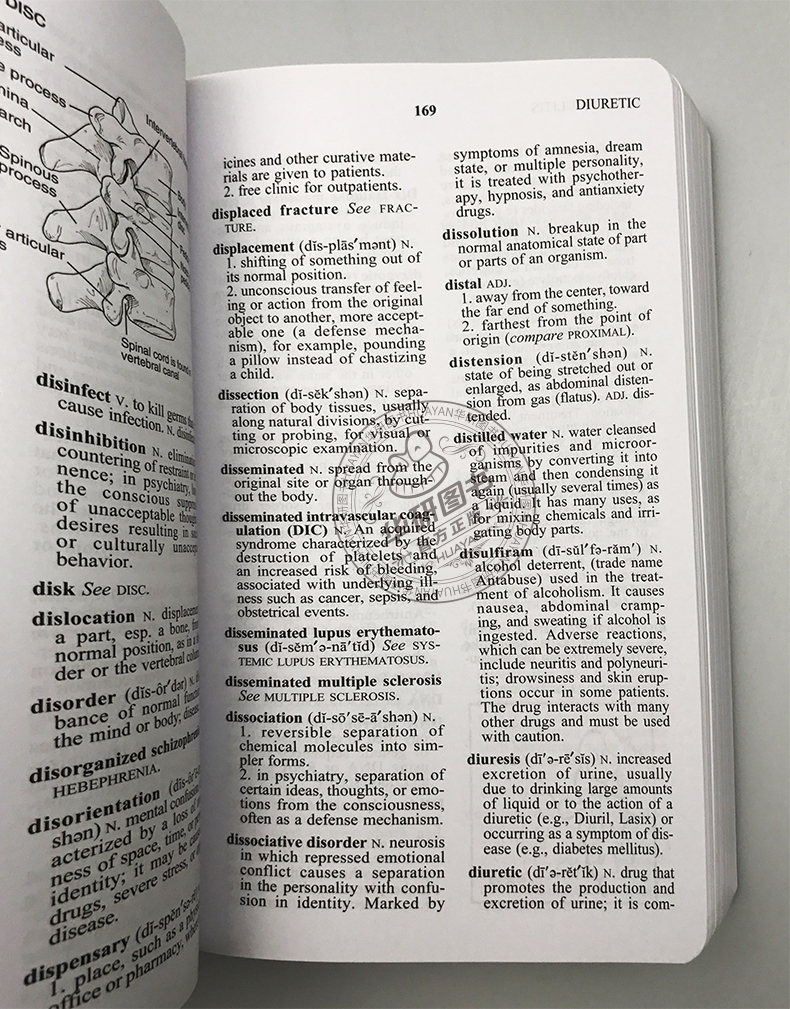 DISC
articular
process
Intervertebral
arch
Spinous
process
articular
Spinal cord is found
vertebral canal
disinfect V. to kill germs
cause infection. N.
disinhibition N.
countering of restraint
nence; in psychiatry,
the conscious
of unacceptable
desires resulting in
or culturally
behavior.
disk See DISC.
dislocation N.
a part, esp. a bone,
normal position, as in
der or the vertebral
disorder (dĭs-ôr′dər) N.
bance of normal
the mind or body;
disorganized
HEBEPHRENIA.
disorientation
shən) N. mental
acterized by a loss of
ness of space, time,
identity; it may be
drugs, severe stress, or
disease.
dispensary
1. place, such as a
office or pharmacy,
169
DIURETIC
icines and other curative mate-
rials are given to patients.
2. free clinic for outpatients.
displaced fracture See FRAC-
TURE.
displacement (dĭs-plās′mənt) N.
1. shifting of something out of
its normal position.
2. unconscious transfer of feel-
ing or action from the original
object to another, more accept-
able one (a defense mecha-
nism), for example, pounding
a pillow instead of chastizing
a child.
dissection (dĭ-sĕk′shən) N. sepa-
ration of body tissues, usually
along natural divisions, by cut-
ting or probing, for visual or
microscopic examination.
disseminated N. spread from the
original site or organ through-
out the body.
disseminated intravascular coag-
ulation (DIC) N. An acquired
syndrome characterized by the
destruction of platelets and
an increased risk of bleeding,
associated with underlying ill-
ness such as cancer, sepsis, and
obstetrical events.
disseminated lupus erythemato-
sus (dĭ-sĕm′ə-nā′tĭd) See SYS-
TEMIC LUPUS ERYTHEMATOSUS.
disseminated multiple sclerosis
See MULTIPLE SCLEROSIS.
dissociation (dĭ-sō′sē-ā′shən) N.
1. reversible separation of
chemical molecules into sim-
pler forms.
2. in psychiatry, separation of
certain ideas, thoughts, or emo-
tions from the consciousness,
often as a defense mechanism.
dissociative disorder N. neurosis
in which repressed emotional
conflict causes a separation
in the personality with confu-
sion in identity. Marked by
symptoms of amnesia, dream
state, or multiple personality,
it is treated with psychother-
apy, hypnosis, and antianxiety
drugs.
dissolution N. breakup in the
normal anatomical state of part
or parts of an organism.
distal ADJ.
1. away from the center, toward
the far end of something.
2. farthest from the point of
origin (compare PROXIMAL).
distension (dĭ-stĕn′shən) N.
state of being stretched out or
enlarged, as abdominal disten-
sion from gas (flatus). ADJ. dis-
tended.
distilled water N. water cleansed
of impurities and microor-
ganisms by converting it into
steam and then condensing it
again (usually several times) as
a liquid. It has many uses, as
for mixing chemicals and irri-
gating body parts.
disulfiram (dī-sŭl′fə-răm′) N.
alcohol deterrent, (trade name
Antabuse) used in the treat-
ment of alcoholism. It causes
nausea, abdominal cramp-
ing, and sweating if alcohol is
ingested. Adverse reactions,
which can be extremely severe,
include neuritis and polyneuri-
tis; drowsiness and skin erup-
tions occur in some patients.
The drug interacts with many
other drugs and must be used
with caution.
diuresis (dī′ə-rē′sĭs) N. increased
excretion of urine, usually
due to drinking large amounts
of liquid or to the action of a
diuretic (e.g., Diuril, Lasix) or
occurring as a symptom of dis-
ease (e.g., diabetes mellitus).
diuretic (dī′ə-rĕt′ĭk) N. drug that
promotes the production and
excretion of urine; it is com-
华研图书
官方正版